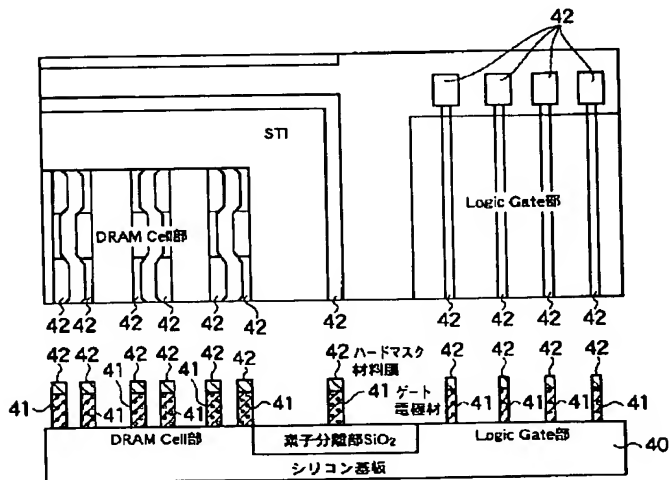 42
STI
DRAM Cell部
Logic Gate部
42 42 42 42 42 42 42 42 42 42 42
42 42 42 42 42 42 42 ハードマスク材料膜 42 42 42 42
41 41 41 41 41 41 41 ゲート電極材 41 41 41 41
DRAM Cell部 素子分離部SiO₂ Logic Gate部
40
シリコン基板